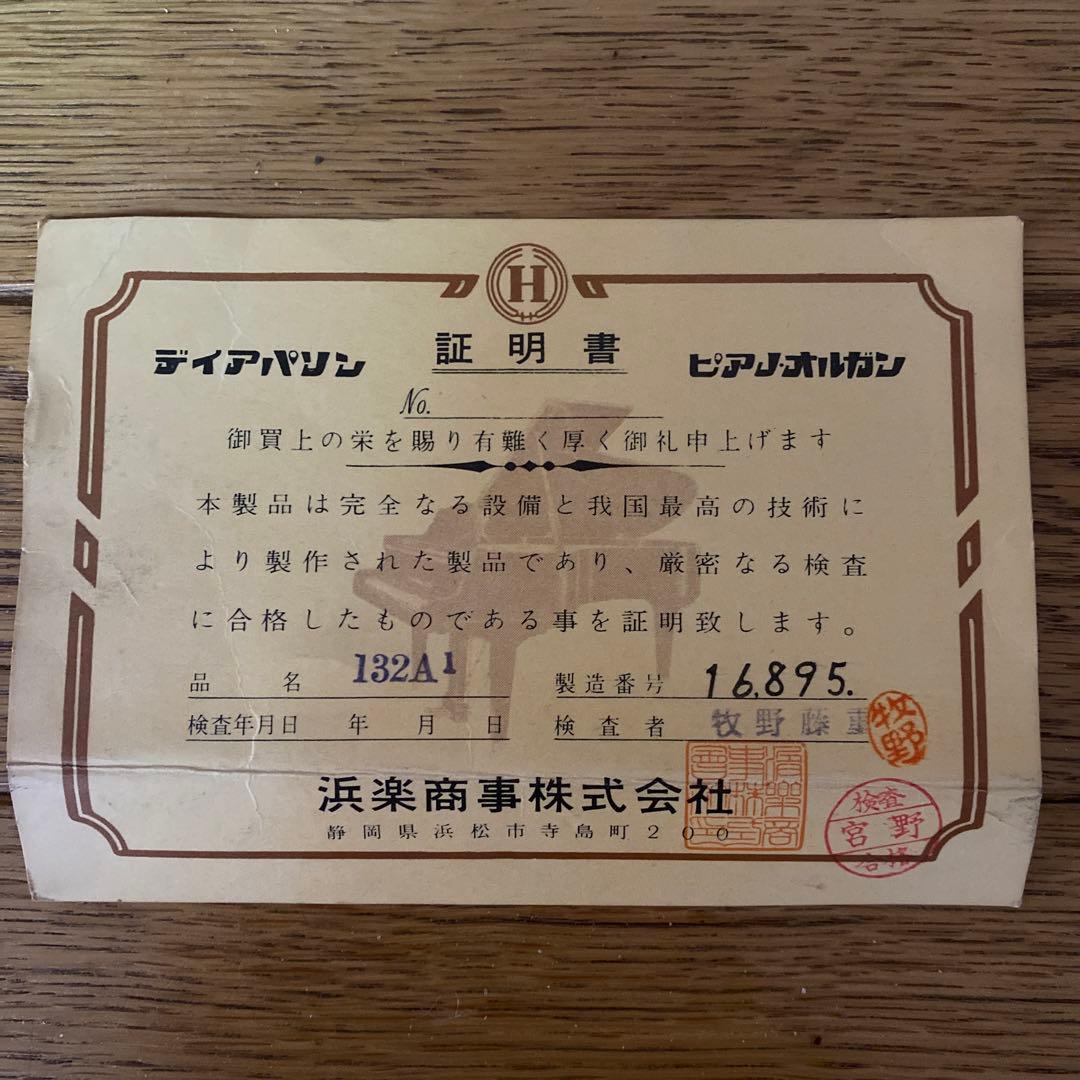 H
デイアパソン 証明書 ピアノ・オルガン
No.
御買上の栄を賜り有難く厚く御礼申上げます
本製品は完全なる設備と我国最高の技術に
より製作された製品であり、厳密なる検査
に合格したものである事を証明致します。
品名 132A1 製造番号 16,895.
検査年月日 年 月 日 検査者 牧野藤重
牧野
浜楽商事株式会社
静岡県浜松市寺島町200
検査
宮野
合格